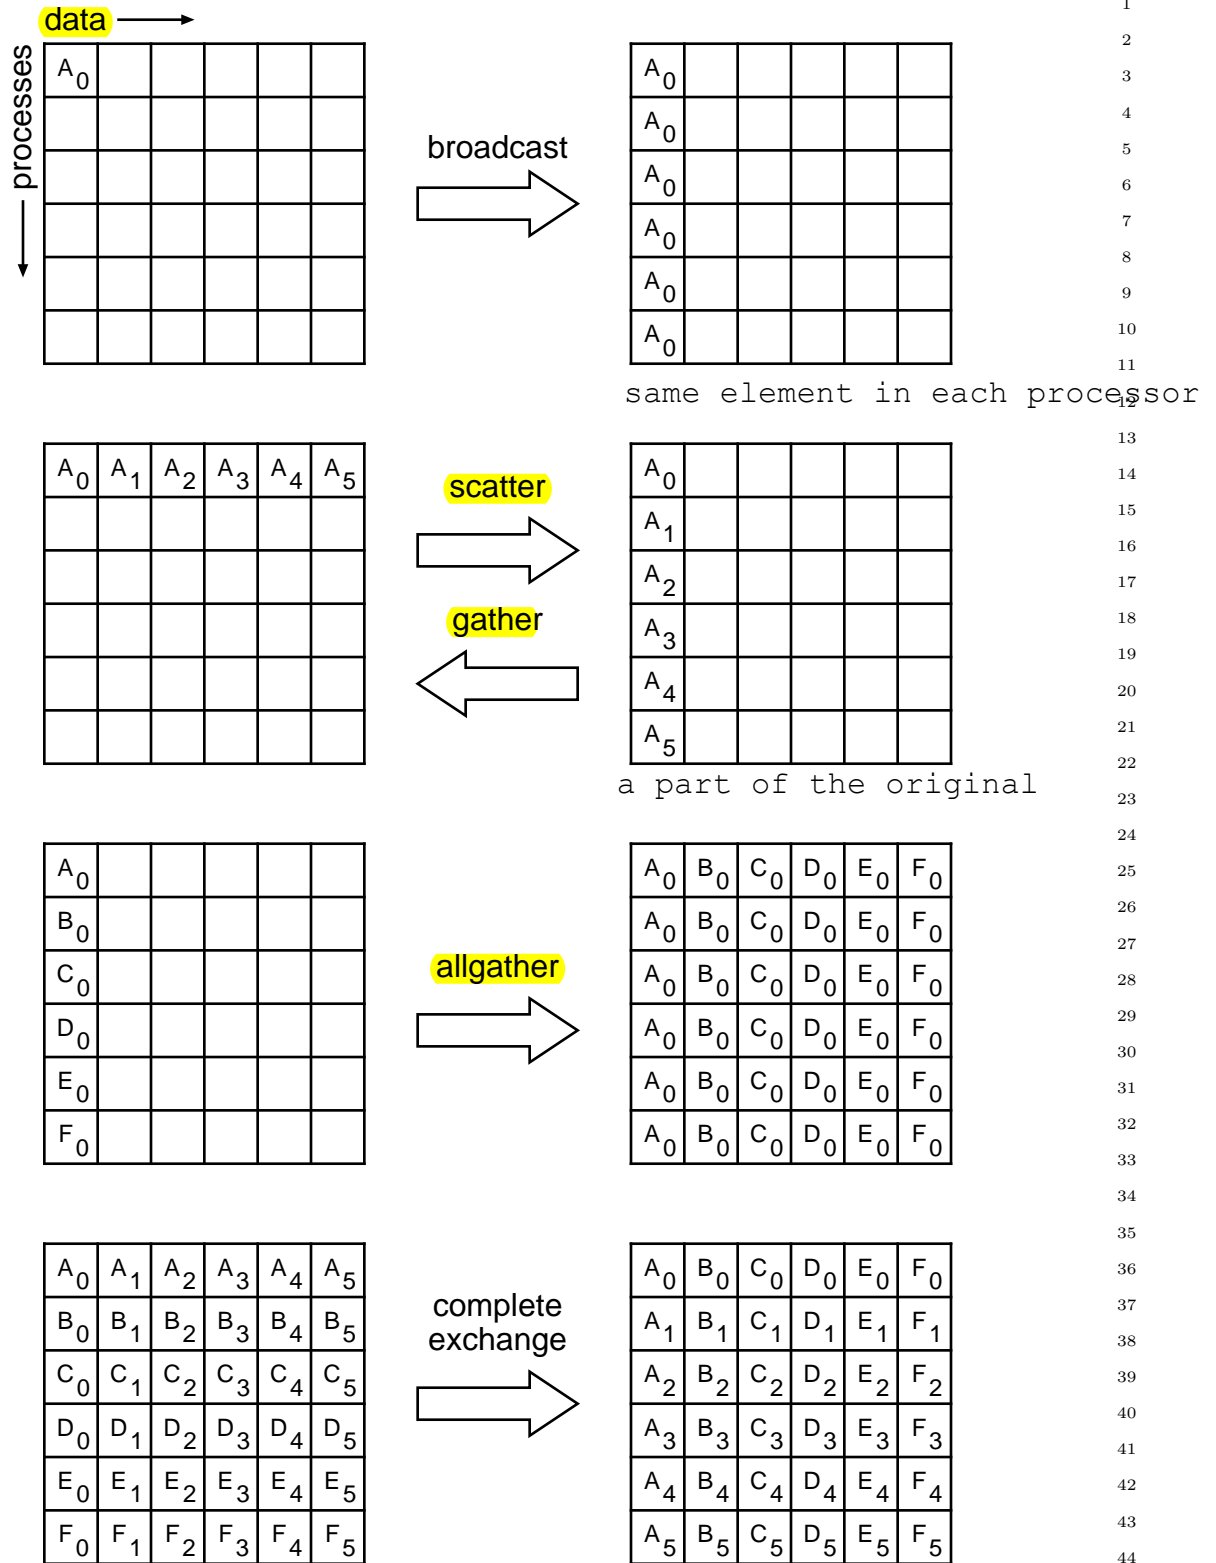 data
processes
A0
broadcast
A0
A0
A0
A0
A0
A0
same element in each processor
A0 A1 A2 A3 A4 A5
scatter
gather
A0
A1
A2
A3
A4
A5
a part of the original
A0
B0
C0
D0
E0
F0
allgather
A0 B0 C0 D0 E0 F0
A0 B0 C0 D0 E0 F0
A0 B0 C0 D0 E0 F0
A0 B0 C0 D0 E0 F0
A0 B0 C0 D0 E0 F0
A0 B0 C0 D0 E0 F0
A0 A1 A2 A3 A4 A5
B0 B1 B2 B3 B4 B5
C0 C1 C2 C3 C4 C5
D0 D1 D2 D3 D4 D5
E0 E1 E2 E3 E4 E5
F0 F1 F2 F3 F4 F5
complete
exchange
A0 B0 C0 D0 E0 F0
A1 B1 C1 D1 E1 F1
A2 B2 C2 D2 E2 F2
A3 B3 C3 D3 E3 F3
A4 B4 C4 D4 E4 F4
A5 B5 C5 D5 E5 F5
1
2
3
4
5
6
7
8
9
10
11
12
13
14
15
16
17
18
19
20
21
22
23
24
25
26
27
28
29
30
31
32
33
34
35
36
37
38
39
40
41
42
43
44